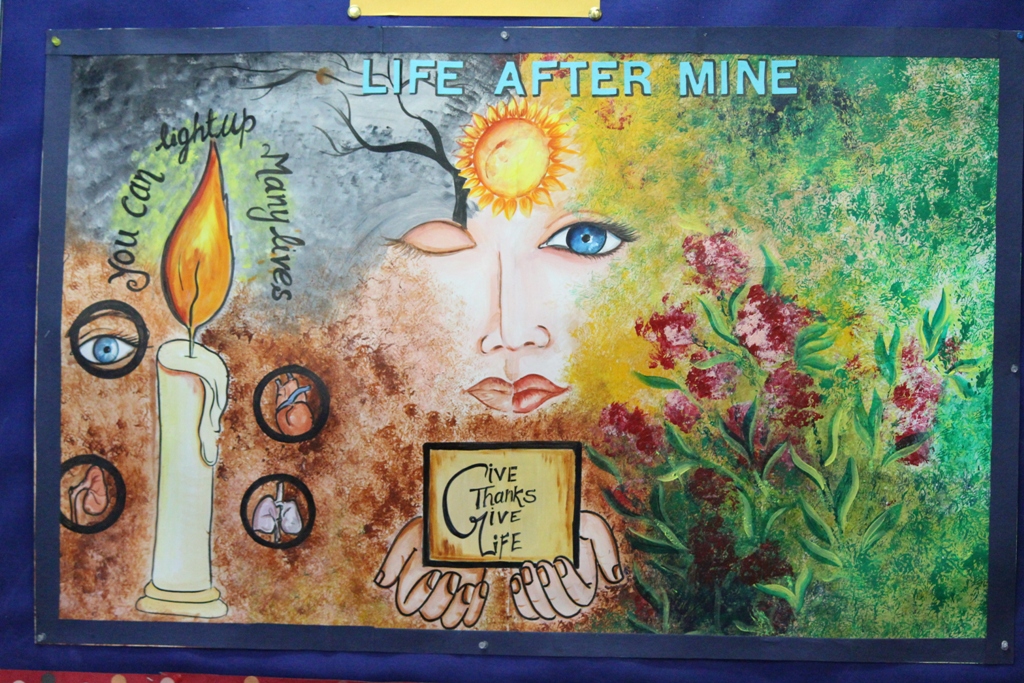 LIFE AFTER MINE
You can light up Many lives
GIVE
Thanks
GIVE
LiFE